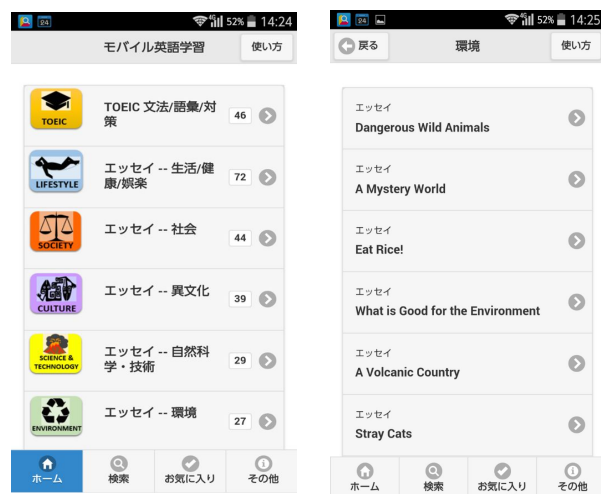 24
4G
52%
14:24
モバイル英語学習
使い方
TOEIC
TOEIC 文法/語彙/対
策
46
LIFESTYLE
エッセイ -- 生活/健
康/娯楽
72
SOCIETY
エッセイ -- 社会
44
CULTURE
エッセイ -- 異文化
39
SCIENCE &
TECHNOLOGY
エッセイ -- 自然科
学・技術
29
ENVIRONMENT
エッセイ -- 環境
27
ホーム
検索
お気に入り
その他
24
4G
52%
14:25
戻る
環境
使い方
エッセイ
Dangerous Wild Animals
エッセイ
A Mystery World
エッセイ
Eat Rice!
エッセイ
What is Good for the Environment
エッセイ
A Volcanic Country
エッセイ
Stray Cats
ホーム
検索
お気に入り
その他